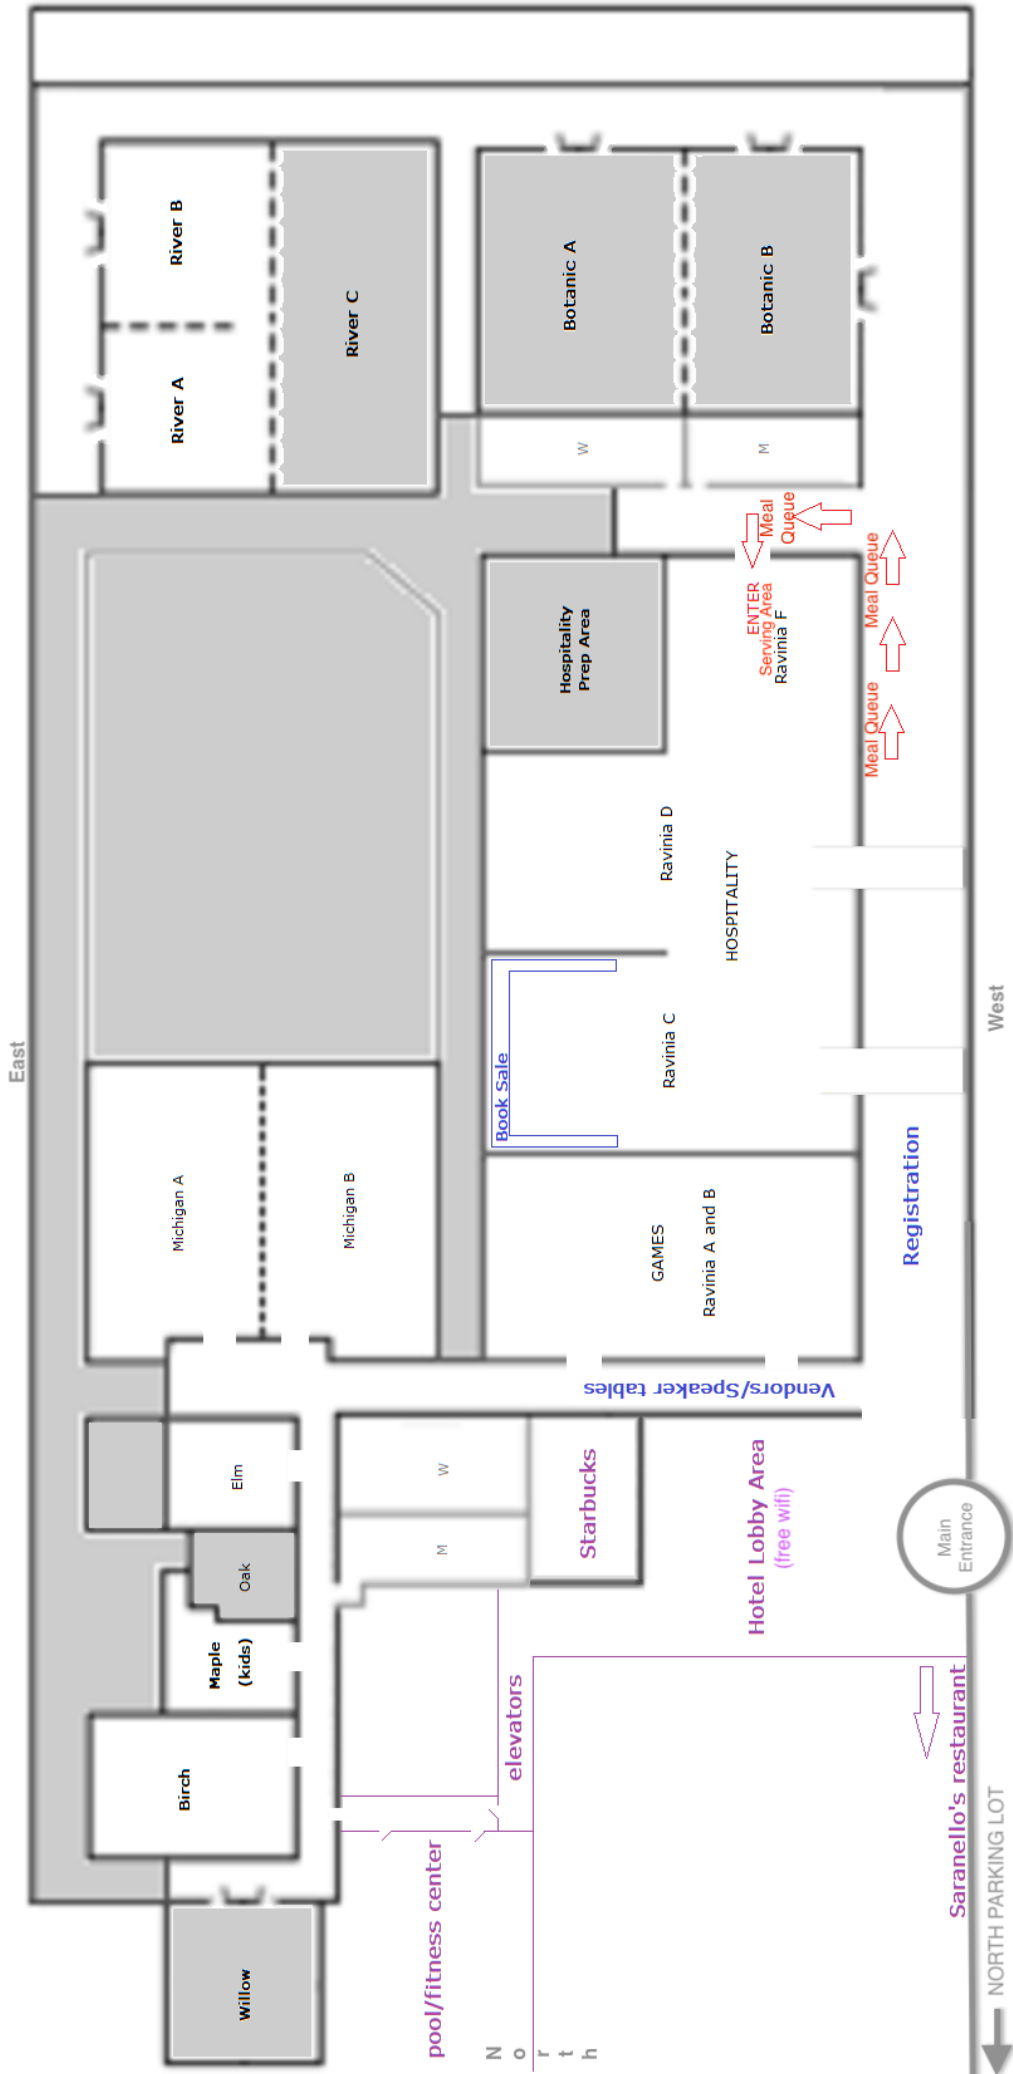 East
River B
River A
River C
Botanic A
Botanic B
W
M
Meal
Queue
ENTER
Serving Area
Ravinia F
Meal Queue
Meal Queue
Hospitality
Prep Area
Ravinia D
HOSPITALITY
Book Sale
Ravinia C
West
Michigan A
Michigan B
GAMES
Ravinia A and B
Registration
Vendors/Speaker tables
Elm
Oak
Maple
(kids)
Birch
Willow
W
M
Starbucks
Hotel Lobby Area
(free wifi)
Main
Entrance
elevators
pool/fitness center
Saranello's restaurant
North
NORTH PARKING LOT